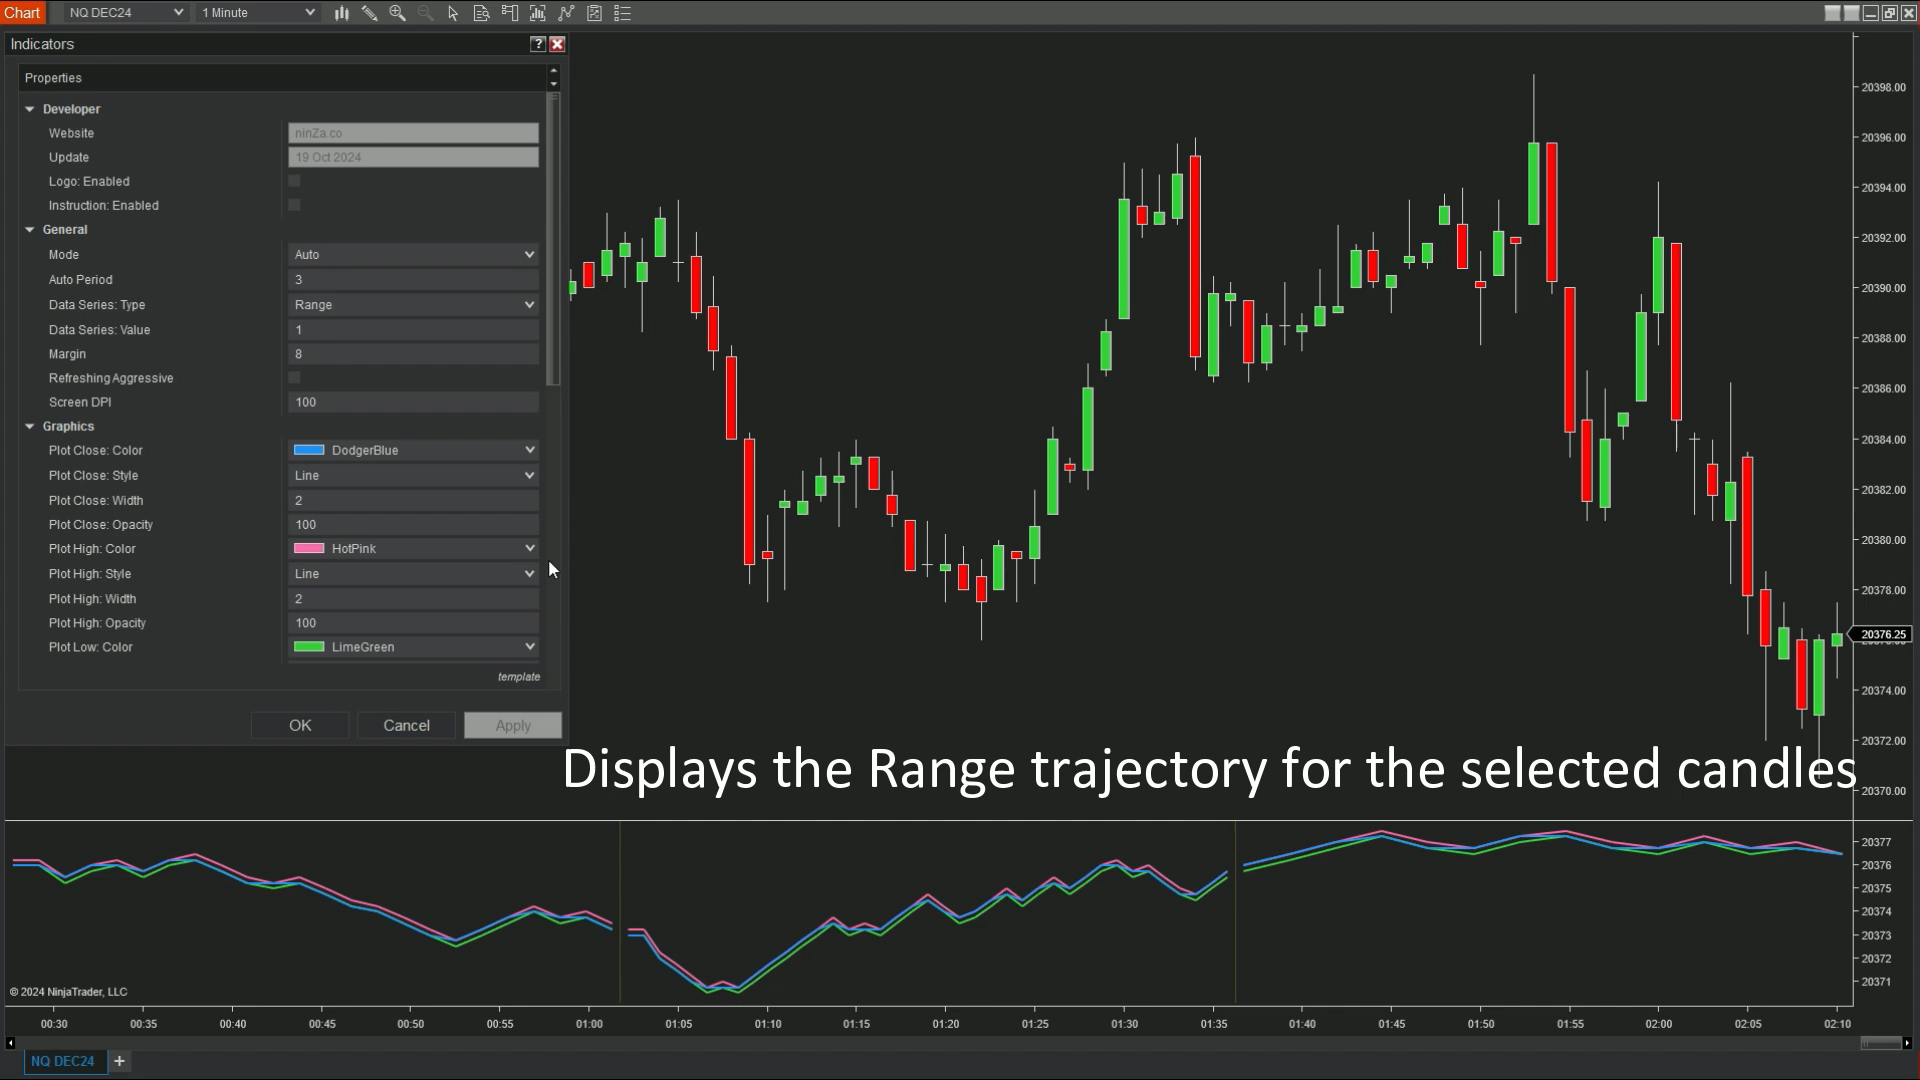 Chart NQ DEC24 1 Minute
Indicators ?
Properties
Developer
Website ninZa.co
Update 19 Oct 2024
Logo: Enabled
Instruction: Enabled
General
Mode Auto
Auto Period 3
Data Series: Type Range
Data Series: Value 1
Margin 8
Refreshing Aggressive
Screen DPI 100
Graphics
Plot Close: Color DodgerBlue
Plot Close: Style Line
Plot Close: Width 2
Plot Close: Opacity 100
Plot High: Color HotPink
Plot High: Style Line
Plot High: Width 2
Plot High: Opacity 100
Plot Low: Color LimeGreen
template
OK Cancel Apply
20398.00
20396.00
20394.00
20392.00
20390.00
20388.00
20386.00
20384.00
20382.00
20380.00
20378.00
20376.25
20374.00
20372.00
20370.00
Displays the Range trajectory for the selected candles
20377
20376
20375
20374
20373
20372
20371
© 2024 NinjaTrader, LLC
00:30 00:35 00:40 00:45 00:50 00:55 01:00 01:05 01:10 01:15 01:20 01:25 01:30 01:35 01:40 01:45 01:50 01:55 02:00 02:05 02:10
NQ DEC24 +